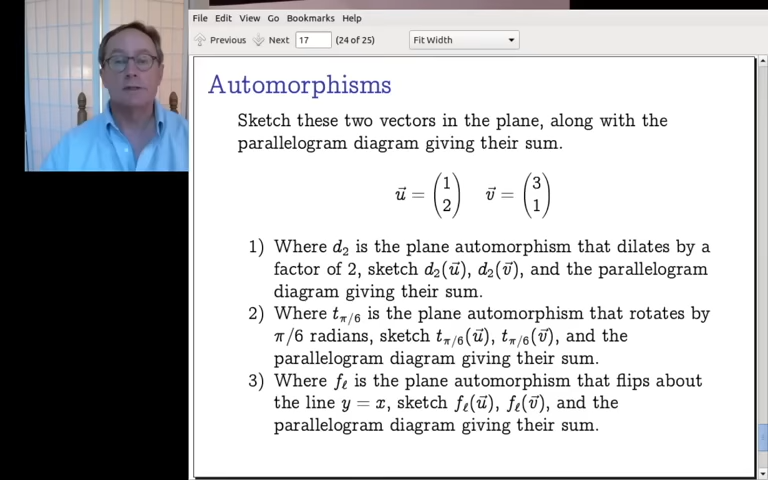 File Edit View Go Bookmarks Help
Previous Next 17 (24 of 25) Fit Width
Automorphisms
Sketch these two vectors in the plane, along with the
parallelogram diagram giving their sum.
u⃗ = (1 2) v⃗ = (3 1)
1) Where d₂ is the plane automorphism that dilates by a
factor of 2, sketch d₂(u⃗), d₂(v⃗), and the parallelogram
diagram giving their sum.
2) Where t_π/6 is the plane automorphism that rotates by
π/6 radians, sketch t_π/6(u⃗), t_π/6(v⃗), and the
parallelogram diagram giving their sum.
3) Where f_ℓ is the plane automorphism that flips about
the line y = x, sketch f_ℓ(u⃗), f_ℓ(v⃗), and the
parallelogram diagram giving their sum.